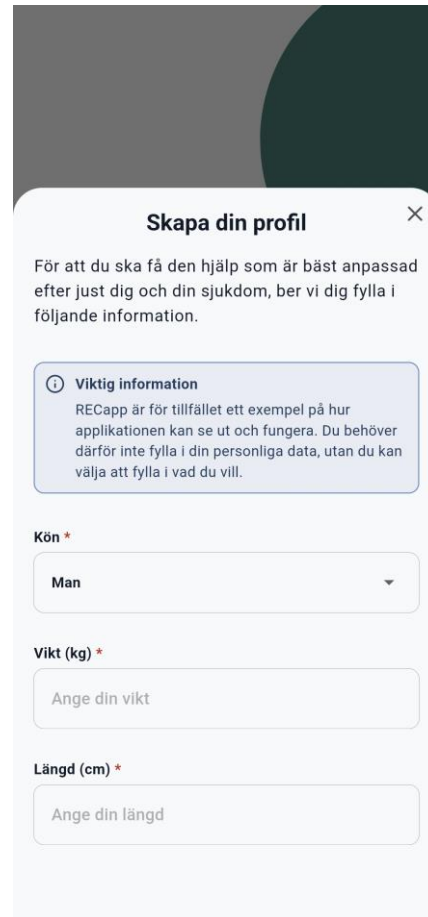 Skapa din profil
För att du ska få den hjälp som är bäst anpassad
efter just dig och din sjukdom, ber vi dig fylla i
följande information.
Viktig information
RECapp är för tillfället ett exempel på hur
applikationen kan se ut och fungera. Du behöver
därför inte fylla i din personliga data, utan du kan
välja att fylla i vad du vill.
Kön *
Man
Vikt (kg) *
Ange din vikt
Längd (cm) *
Ange din längd